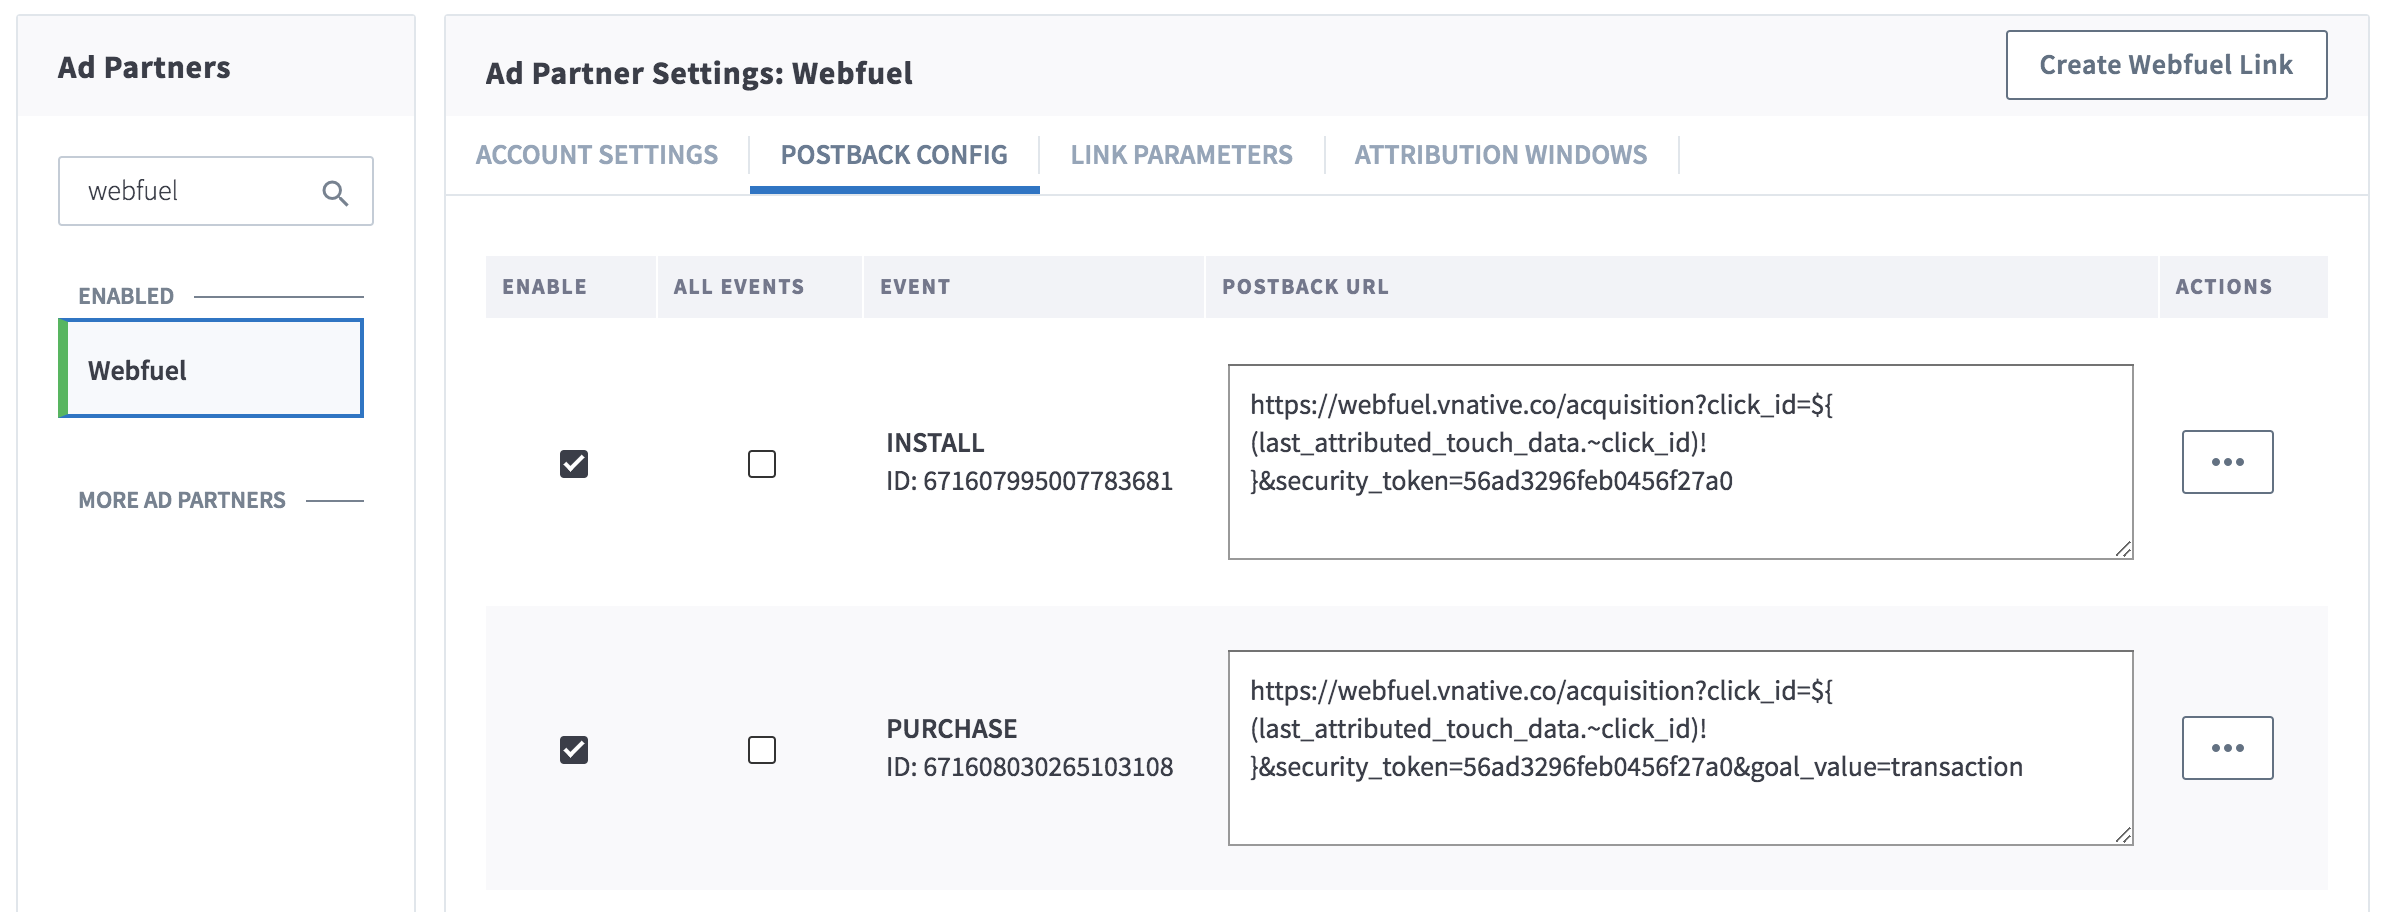 Ad Partners
webfuel
ENABLED
Webfuel
MORE AD PARTNERS
Ad Partner Settings: Webfuel
Create Webfuel Link
ACCOUNT SETTINGS
POSTBACK CONFIG
LINK PARAMETERS
ATTRIBUTION WINDOWS
ENABLE
ALL EVENTS
EVENT
POSTBACK URL
ACTIONS
INSTALL
ID: 671607995007783681
https://webfuel.vnative.co/acquisition?click_id=${
(last_attributed_touch_data.~click_id)!
}&security_token=56ad3296feb0456f27a0
PURCHASE
ID: 671608030265103108
https://webfuel.vnative.co/acquisition?click_id=${
(last_attributed_touch_data.~click_id)!
}&security_token=56ad3296feb0456f27a0&goal_value=transaction